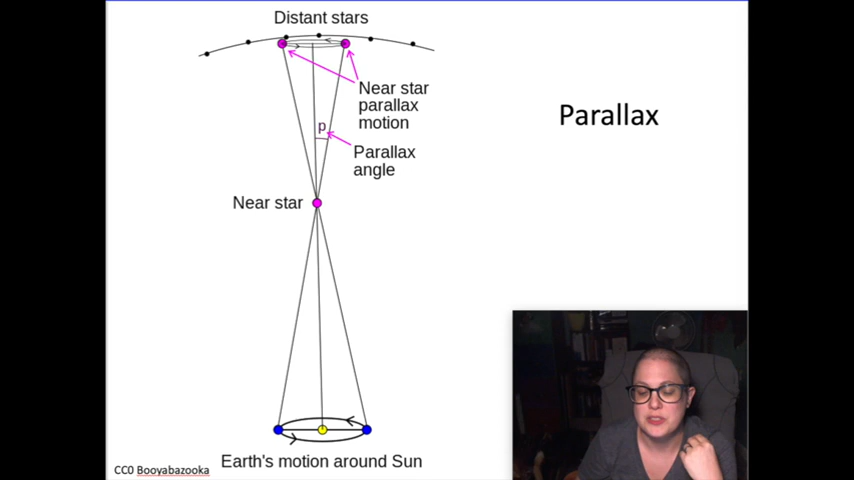 Distant stars
Near star
parallax
motion
p
Parallax
angle
Near star
Earth's motion around Sun
CC0 Booyabazooka
Parallax